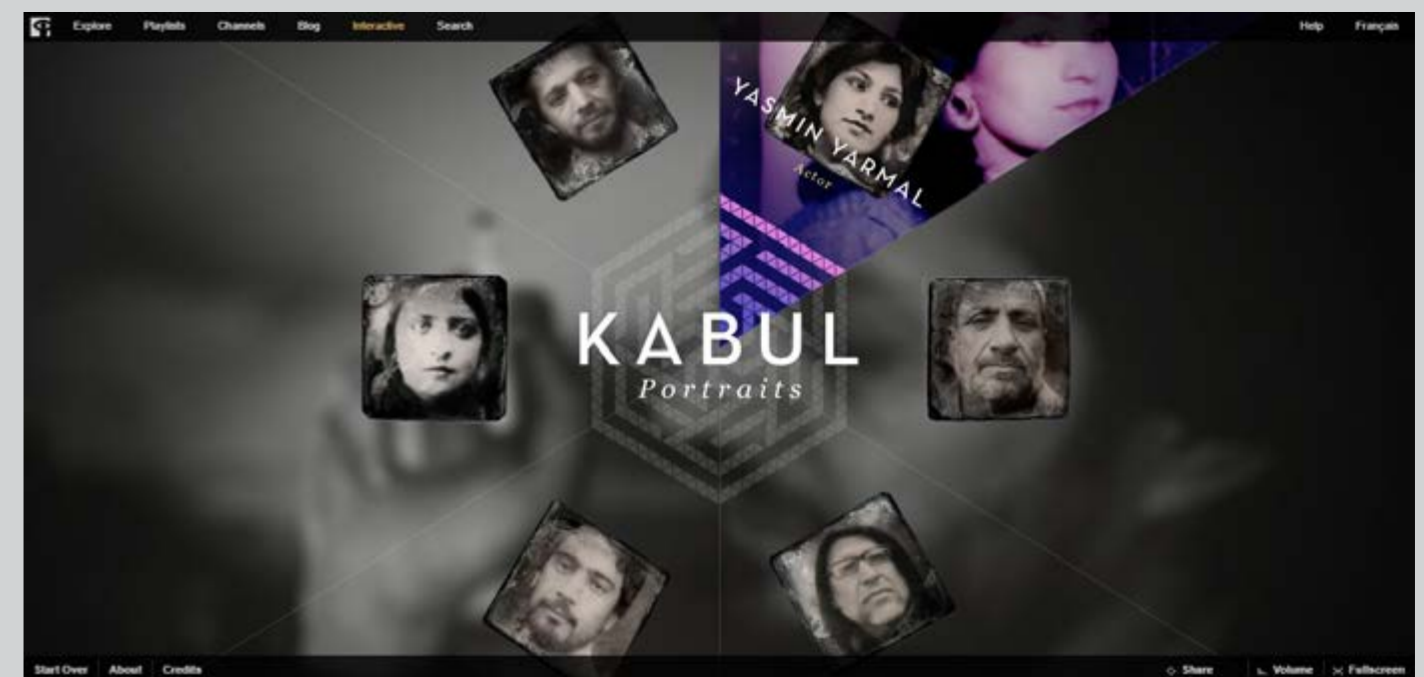 Explore Playlists Channels Blog Interactive Search Help Français
YASMIN YARMAL
Actor
KABUL
Portraits
Start Over About Credits Share Volume Fullscreen